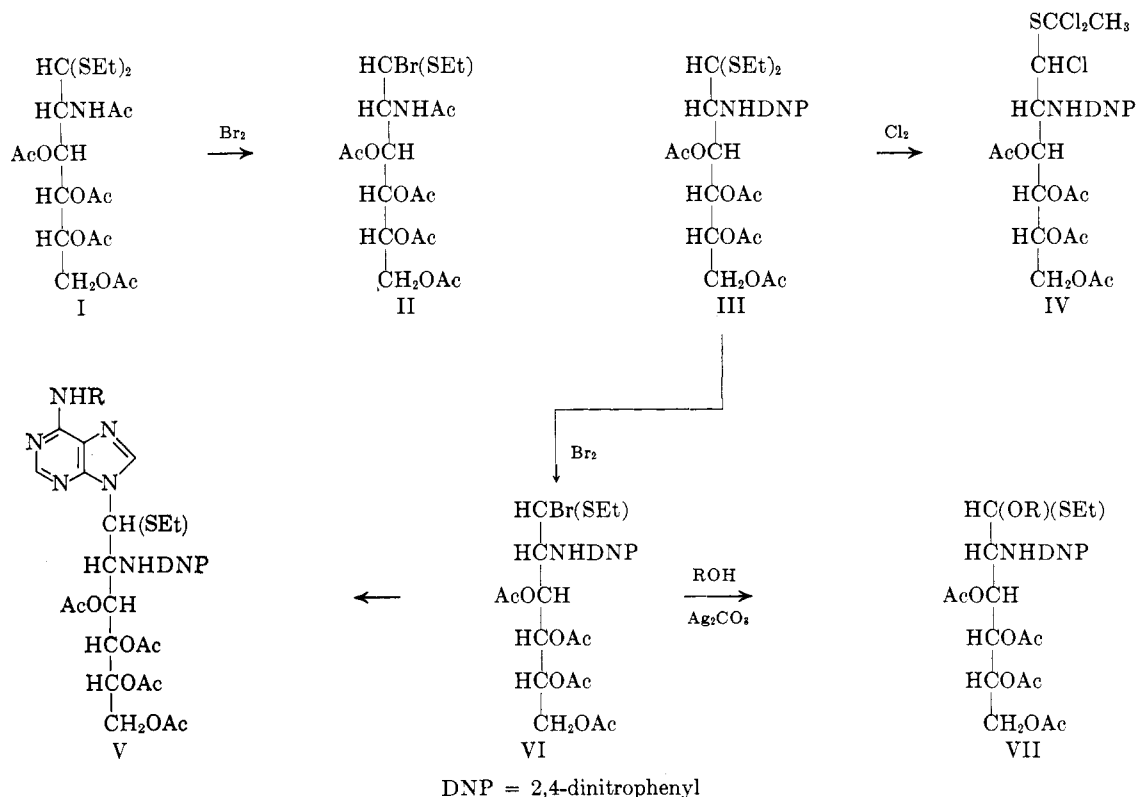 HC(SEt)₂
HCNHAc
AcOCH
HCOAc
HCOAc
CH₂OAc
I
Br₂
HCBr(SEt)
HCNHAc
AcOCH
HCOAc
HCOAc
CH₂OAc
II
HC(SEt)₂
HCNHDNP
AcOCH
HCOAc
HCOAc
CH₂OAc
III
Cl₂
SCCl₂CH₃
CHCl
HCNHDNP
AcOCH
HCOAc
HCOAc
CH₂OAc
IV
Br₂
NHR
N
N
N
N
CH(SEt)
HCNHDNP
AcOCH
HCOAc
HCOAc
CH₂OAc
V
HCBr(SEt)
HCNHDNP
AcOCH
HCOAc
HCOAc
CH₂OAc
VI
ROH
Ag₂CO₃
HC(OR)(SEt)
HCNHDNP
AcOCH
HCOAc
HCOAc
CH₂OAc
VII
DNP = 2,4-dinitrophenyl